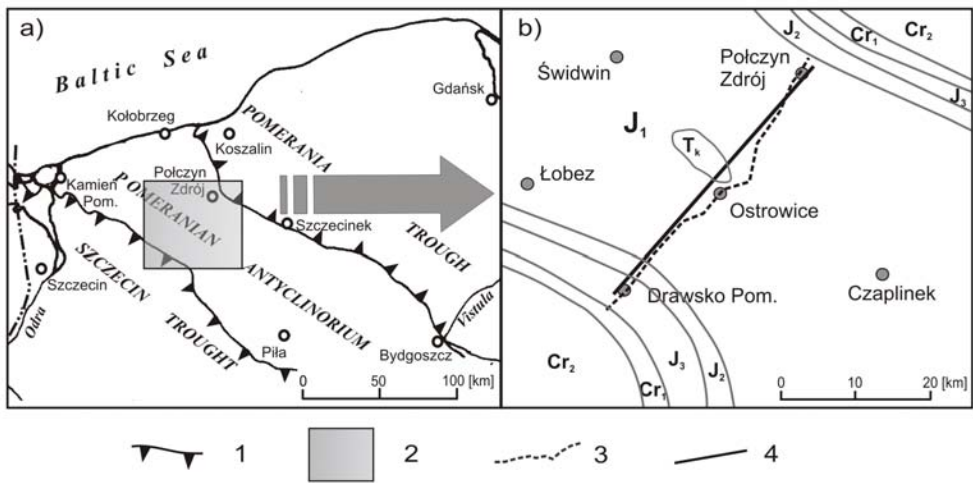 a)
Baltic Sea
Gdańsk
Kołobrzeg
Koszalin
POMERANIA
TROUGH
Kamien
Pom.
Połczyn
Zdrój
POMERANIAN
ANTYCLINORIUM
Szczecinek
SZCZECIN
TROUGHT
Szczecin
Odra
Vistula
Piła
Bydgoszcz
0 50 100 [km]
b)
J2
Cr1
Cr2
J3
Świdwin
Połczyn
Zdrój
J1
Tk
Łobez
Ostrowice
Drawsko Pom.
Czaplinek
Cr2
Cr1
J3
J2
0 10 20 [km]
1
2
3
4